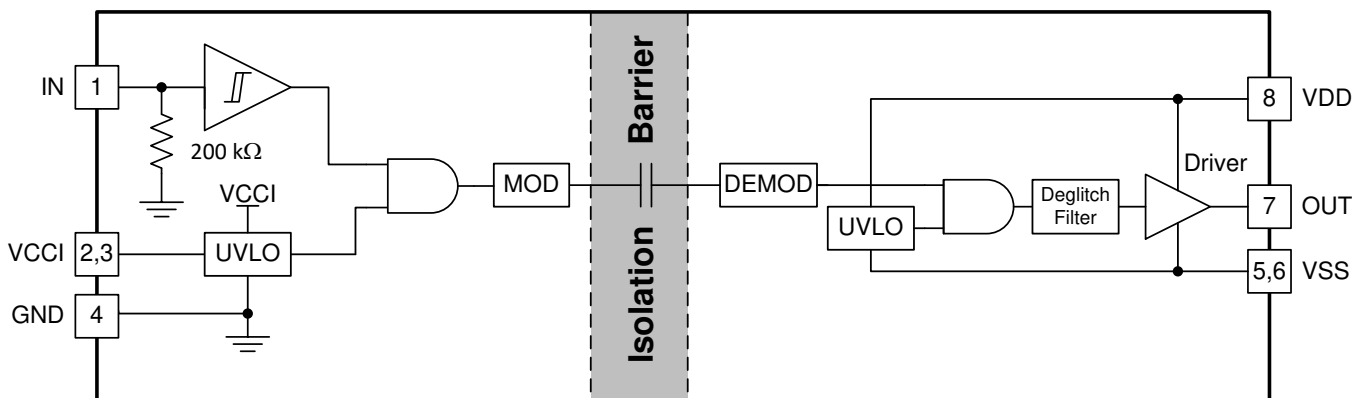 IN
1
200 kΩ
VCCI
VCCI
2,3
UVLO
GND
4
MOD
Isolation Barrier
DEMOD
UVLO
Deglitch
Filter
Driver
8
VDD
7
OUT
5,6
VSS